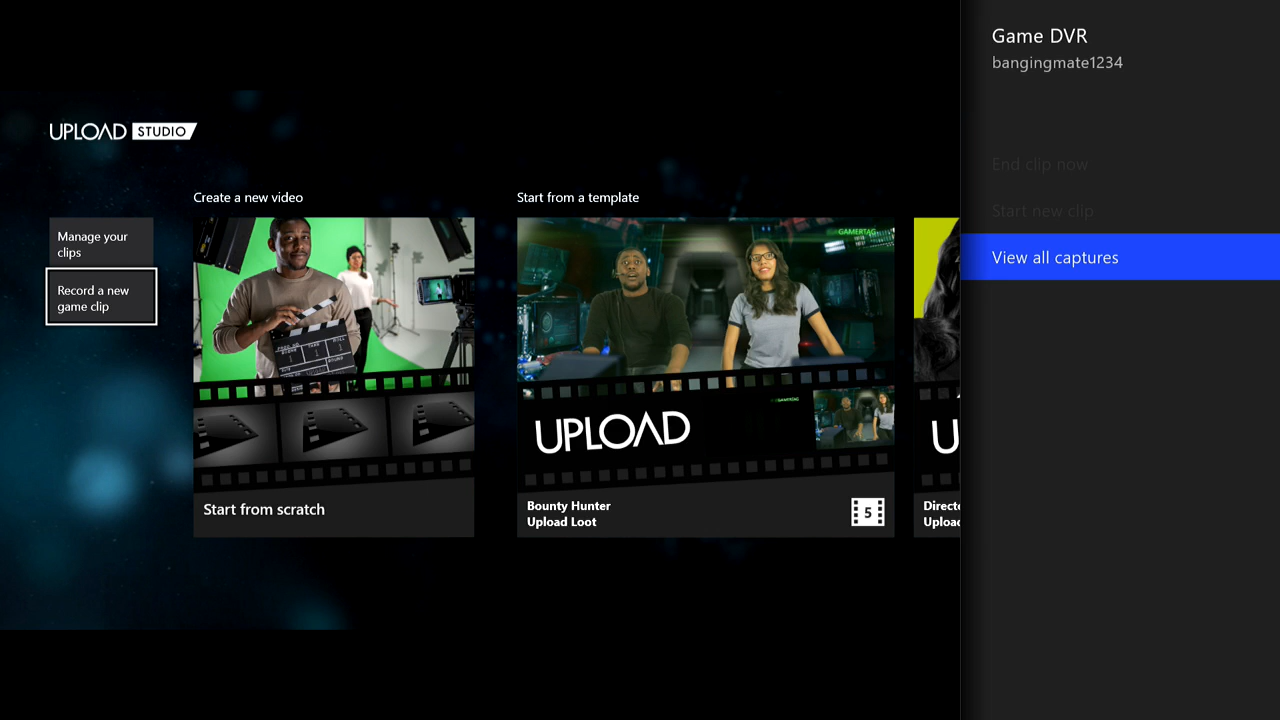 UPLOAD STUDIO
Manage your
clips
Record a new
game clip
Create a new video
Start from scratch
Start from a template
GAMERTAG
UPLOAD
Bounty Hunter
Upload Loot
5
Game DVR
bangingmate1234
End clip now
Start new clip
View all captures